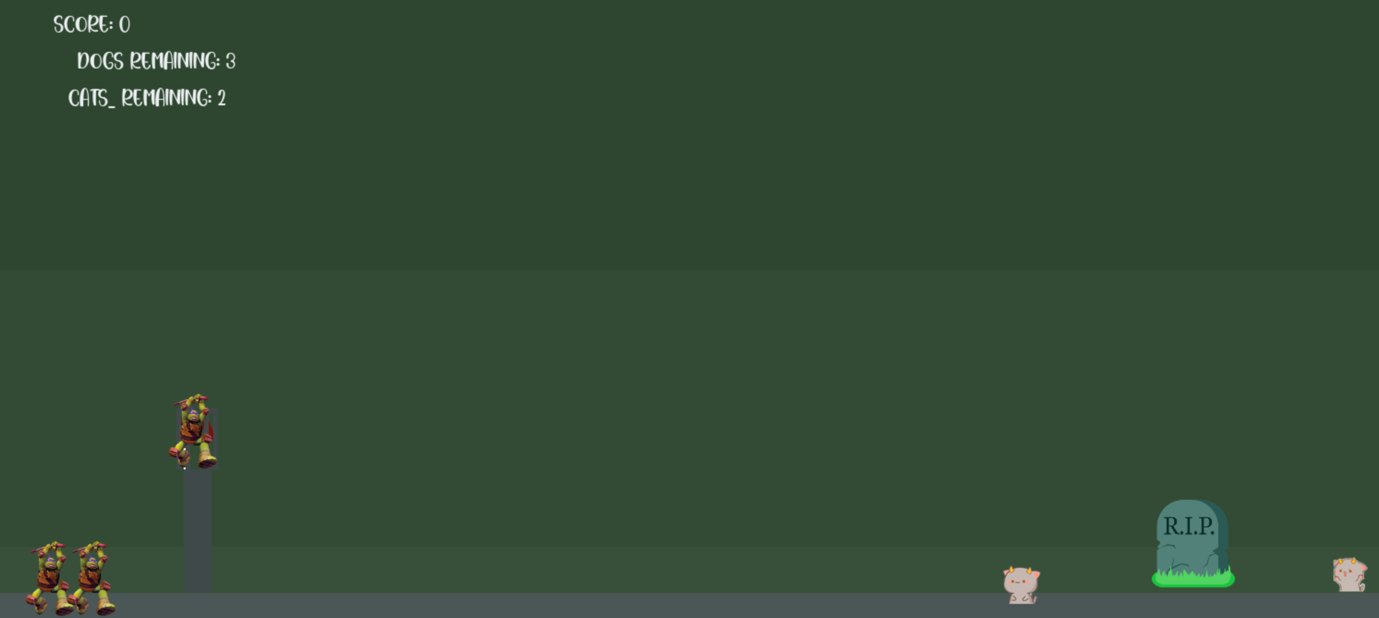 SCORE: 0
DOGS REMAINING: 3
CATS_ REMAINING: 2
R.I.P.